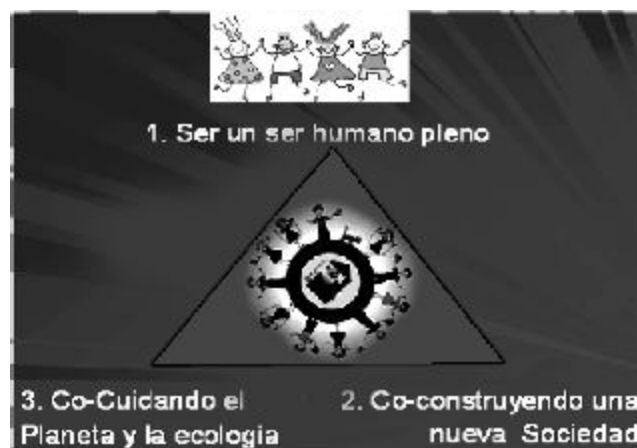 1. Ser un ser humano pleno
3. Co-Cuidando el
Planeta y la ecologia
2. Co-construyendo una
nueva Sociedad